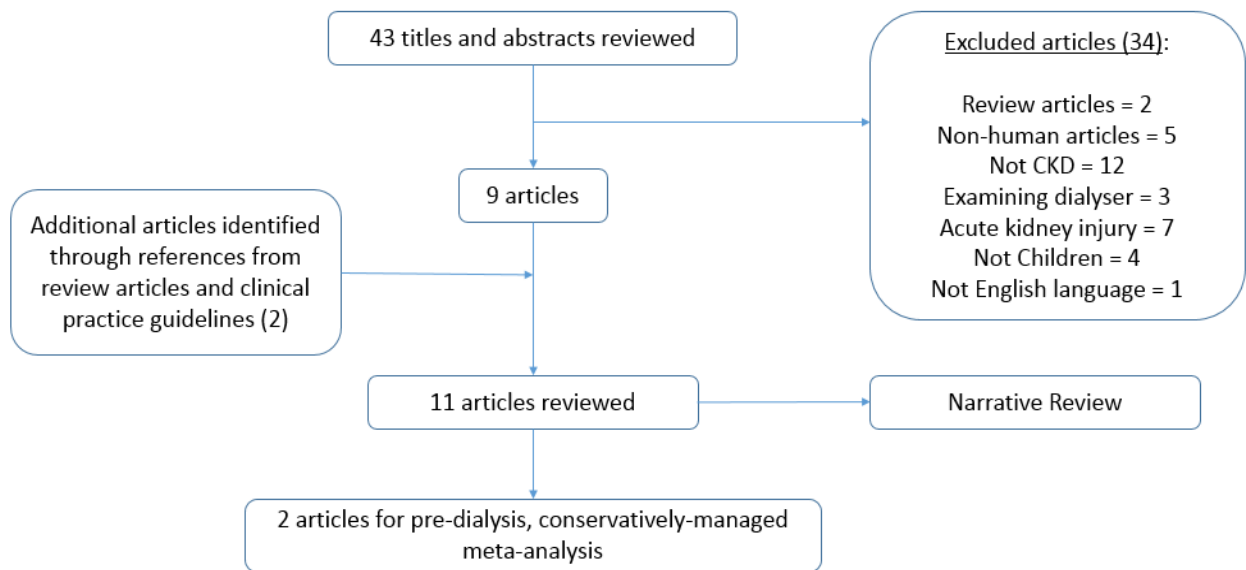 43 titles and abstracts reviewed
Excluded articles (34):
Review articles = 2
Non-human articles = 5
Not CKD = 12
Examining dialyser = 3
Acute kidney injury = 7
Not Children = 4
Not English language = 1
9 articles
Additional articles identified
through references from
review articles and clinical
practice guidelines (2)
11 articles reviewed
Narrative Review
2 articles for pre-dialysis, conservatively-managed
meta-analysis